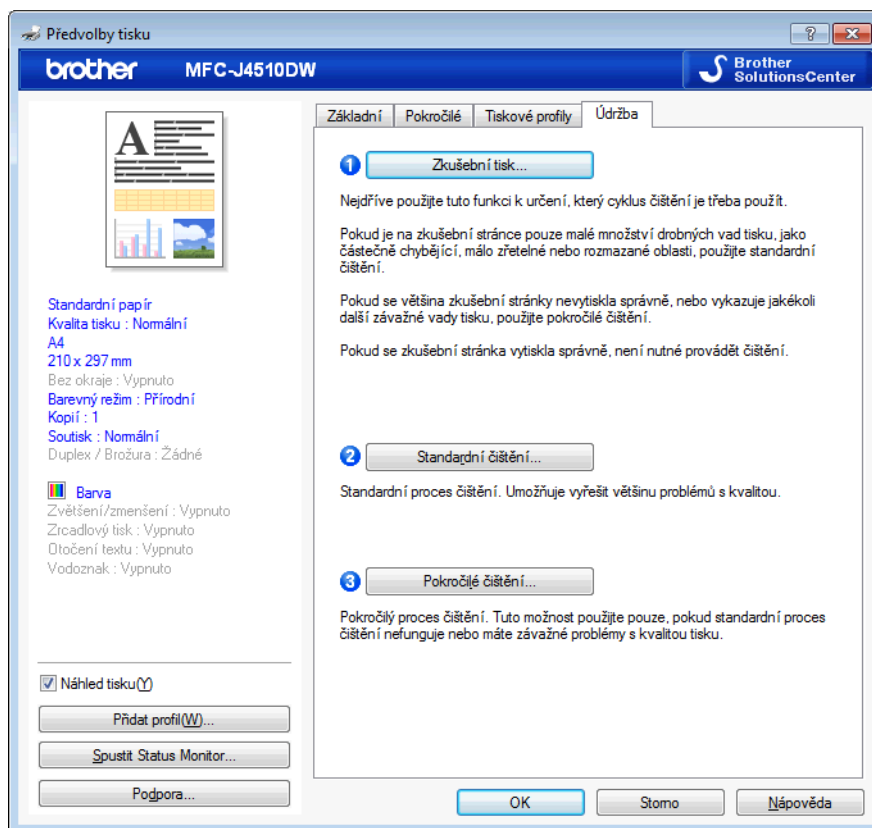 Předvolby tisku
brother MFC-J4510DW
Brother
SolutionsCenter
Základní Pokročilé Tiskové profily Údržba
A
1 Zkušební tisk...
Nejdříve použijte tuto funkci k určení, který cyklus čištění je třeba použít.
Pokud je na zkušební stránce pouze malé množství drobných vad tisku, jako
částečně chybějící, málo zřetelné nebo rozmazané oblasti, použijte standardní
čištění.
Pokud se většina zkušební stránky nevytiskla správně, nebo vykazuje jakékoli
další závažné vady tisku, použijte pokročilé čištění.
Pokud se zkušební stránka vytiskla správně, není nutné provádět čištění.
2 Standardní čištění...
Standardní proces čištění. Umožňuje vyřešit většinu problémů s kvalitou.
3 Pokročilé čištění...
Pokročilý proces čištění. Tuto možnost použijte pouze, pokud standardní proces
čištění nefunguje nebo máte závažné problémy s kvalitou tisku.
Standardní papír
Kvalita tisku : Normální
A4
210 x 297 mm
Bez okraje : Vypnuto
Barevný režim : Přírodní
Kopií : 1
Soutisk : Normální
Duplex / Brožura : Žádné
Barva
Zvětšení/zmenšení : Vypnuto
Zrcadlový tisk : Vypnuto
Otočení textu : Vypnuto
Vodoznak : Vypnuto
Náhled tisku(Y)
Přidat profil(W)...
Spustit Status Monitor...
Podpora...
OK Storno Nápověda